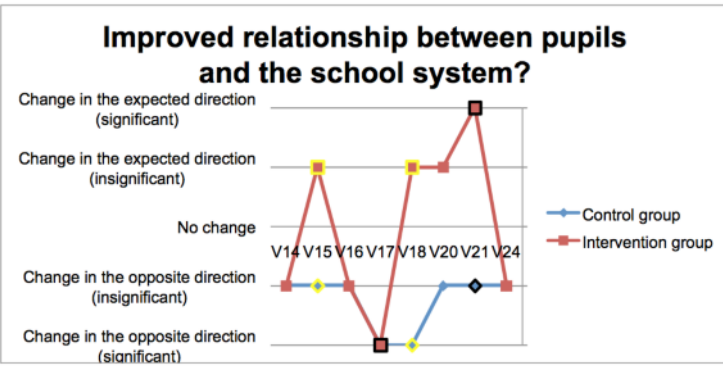 Improved relationship between pupils
and the school system?
Change in the expected direction
(significant)
Change in the expected direction
(insignificant)
No change
V14 V15 V16 V17 V18 V20 V21 V24
Change in the opposite direction
(insignificant)
Change in the opposite direction
(significant)
Control group
Intervention group